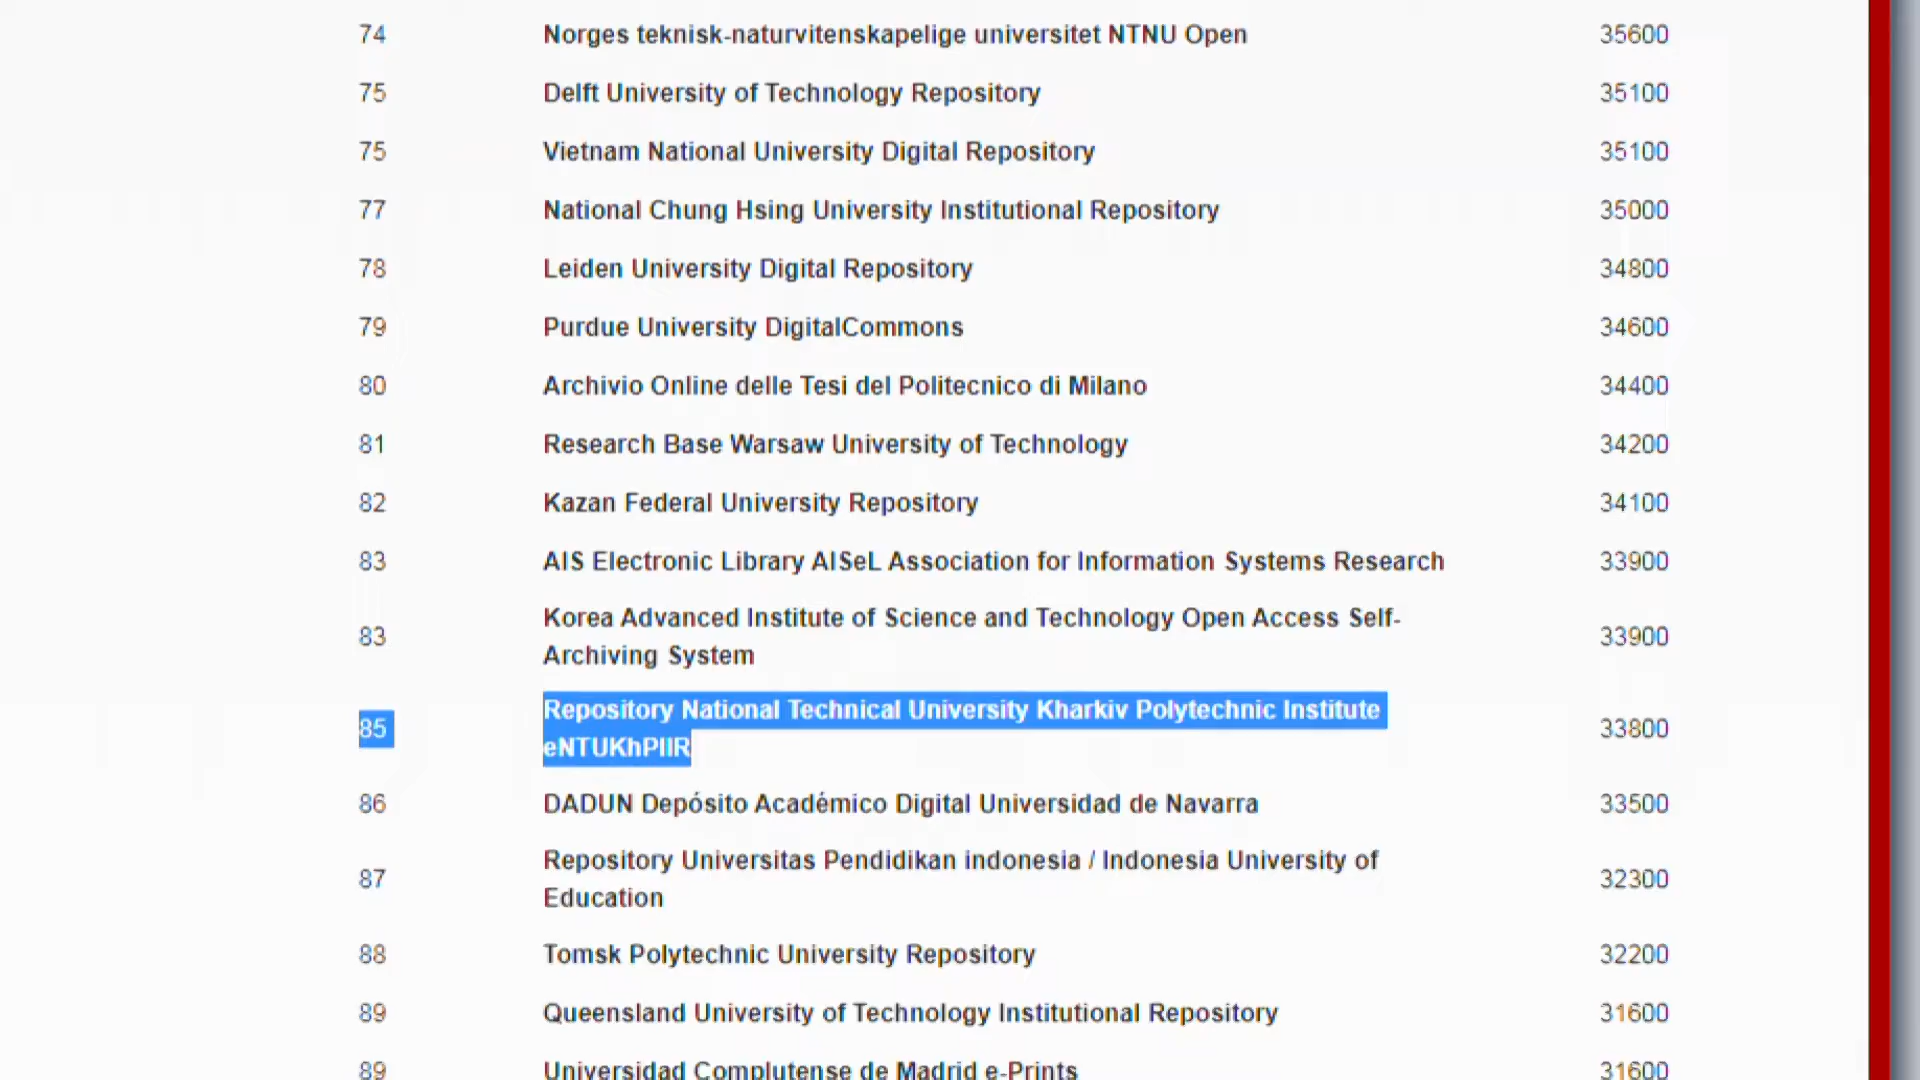 74 Norges teknisk-naturvitenskapelige universitet NTNU Open 35600
75 Delft University of Technology Repository 35100
75 Vietnam National University Digital Repository 35100
77 National Chung Hsing University Institutional Repository 35000
78 Leiden University Digital Repository 34800
79 Purdue University DigitalCommons 34600
80 Archivio Online delle Tesi del Politecnico di Milano 34400
81 Research Base Warsaw University of Technology 34200
82 Kazan Federal University Repository 34100
83 AIS Electronic Library AISeL Association for Information Systems Research 33900
Korea Advanced Institute of Science and Technology Open Access Self-
83 33900
Archiving System
Repository National Technical University Kharkiv Polytechnic Institute
85 33800
eNTUKhPIIR
86 DADUN Depósito Académico Digital Universidad de Navarra 33500
Repository Universitas Pendidikan indonesia / Indonesia University of
87 32300
Education
88 Tomsk Polytechnic University Repository 32200
89 Queensland University of Technology Institutional Repository 31600
89 Universidad Complutense de Madrid e-Prints 31600